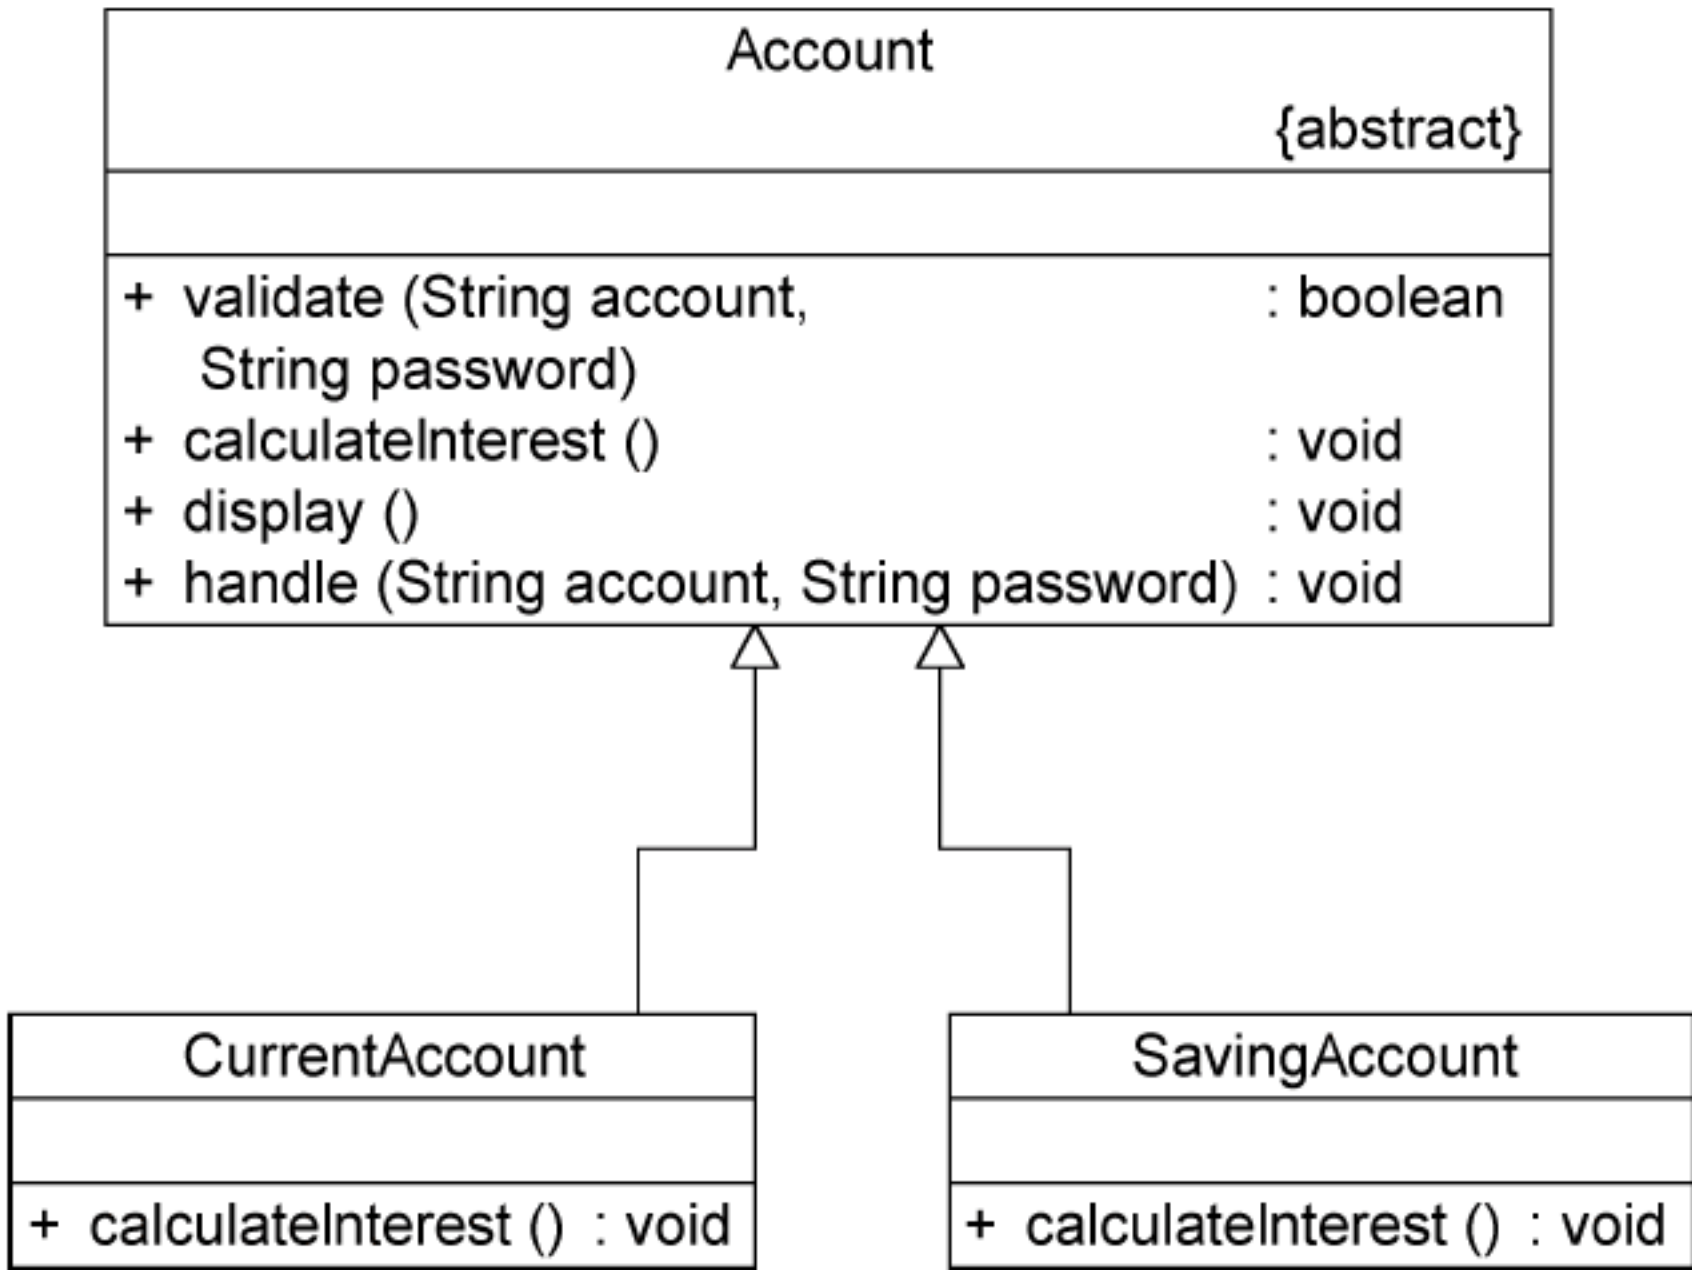 Account
{abstract}
+ validate (String account, : boolean
String password)
+ calculateInterest () : void
+ display () : void
+ handle (String account, String password) : void
CurrentAccount
+ calculateInterest () : void
SavingAccount
+ calculateInterest () : void